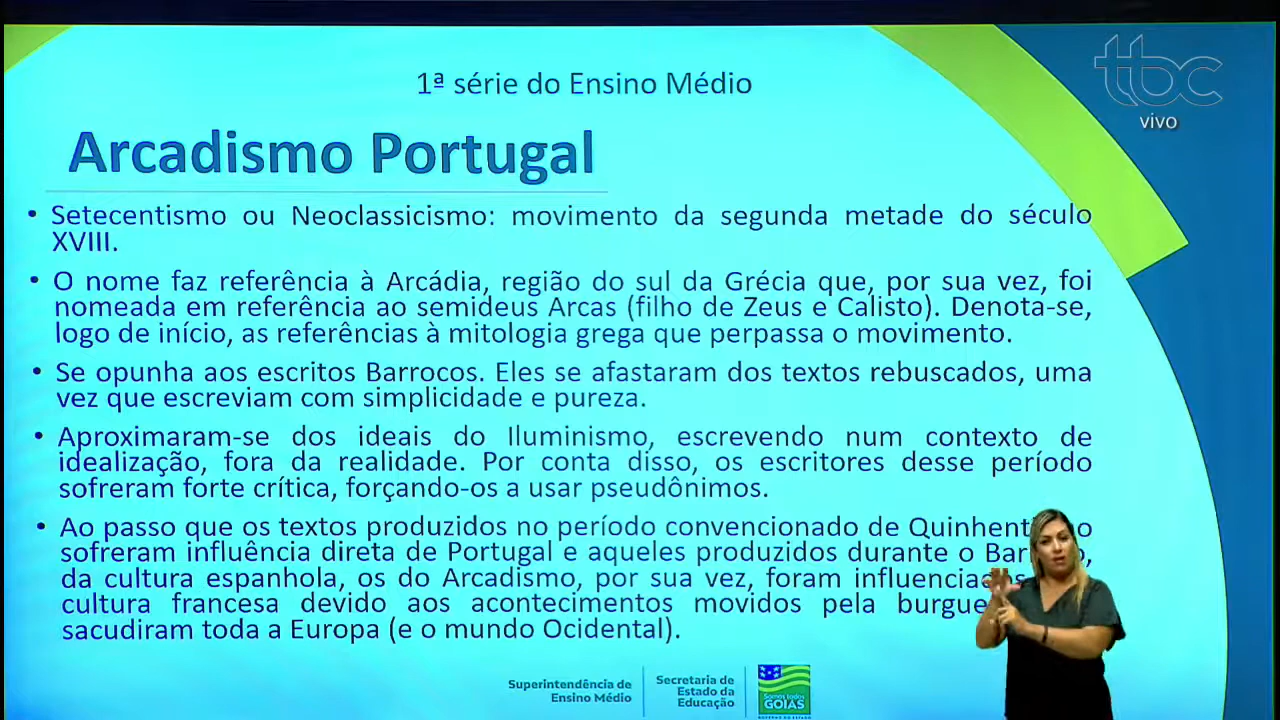 1ª série do Ensino Médio
ttbc
vivo
Arcadismo Portugal
• Setecentismo ou Neoclassicismo: movimento da segunda metade do século
XVIII.
• O nome faz referência à Arcádia, região do sul da Grécia que, por sua vez, foi
nomeada em referência ao semideus Arcas (filho de Zeus e Calisto). Denota-se,
logo de início, as referências à mitologia grega que perpassa o movimento.
• Se opunha aos escritos Barrocos. Eles se afastaram dos textos rebuscados, uma
vez que escreviam com simplicidade e pureza.
• Aproximaram-se dos ideais do Iluminismo, escrevendo num contexto de
idealização, fora da realidade. Por conta disso, os escritores desse período
sofreram forte crítica, forçando-os a usar pseudônimos.
• Ao passo que os textos produzidos no período convencionado de
sofreram influência direta de Portugal e aqueles produzidos durante o
da cultura espanhola, os do Arcadismo, por sua vez, foram
cultura francesa devido aos acontecimentos movidos pela
sacudiram toda a Europa (e o mundo Ocidental).
Superintendência de
Ensino Médio
Secretaria de
Estado da
Educação
Somos todos
GOIÁS
GOVERNO DO ESTADO